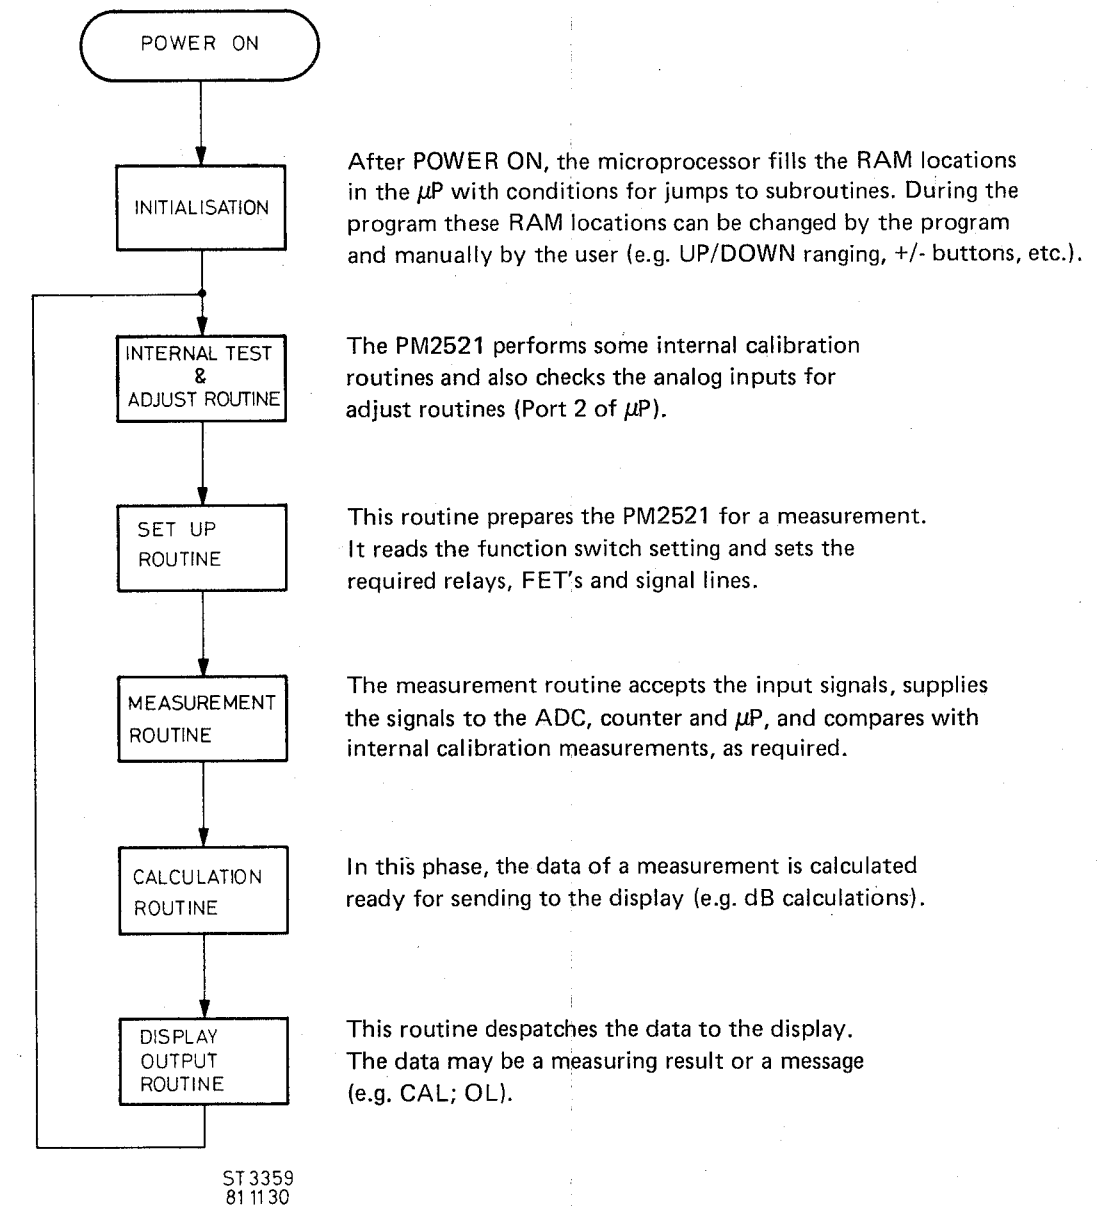 POWER ON
INITIALISATION
After POWER ON, the microprocessor fills the RAM locations
in the μP with conditions for jumps to subroutines. During the
program these RAM locations can be changed by the program
and manually by the user (e.g. UP/DOWN ranging, +/- buttons, etc.).
INTERNAL TEST
&
ADJUST ROUTINE
The PM2521 performs some internal calibration
routines and also checks the analog inputs for
adjust routines (Port 2 of μP).
SET UP
ROUTINE
This routine prepares the PM2521 for a measurement.
It reads the function switch setting and sets the
required relays, FET's and signal lines.
MEASUREMENT
ROUTINE
The measurement routine accepts the input signals, supplies
the signals to the ADC, counter and μP, and compares with
internal calibration measurements, as required.
CALCULATION
ROUTINE
In this phase, the data of a measurement is calculated
ready for sending to the display (e.g. dB calculations).
DISPLAY
OUTPUT
ROUTINE
This routine despatches the data to the display.
The data may be a measuring result or a message
(e.g. CAL; OL).
ST 3359
81 11 30